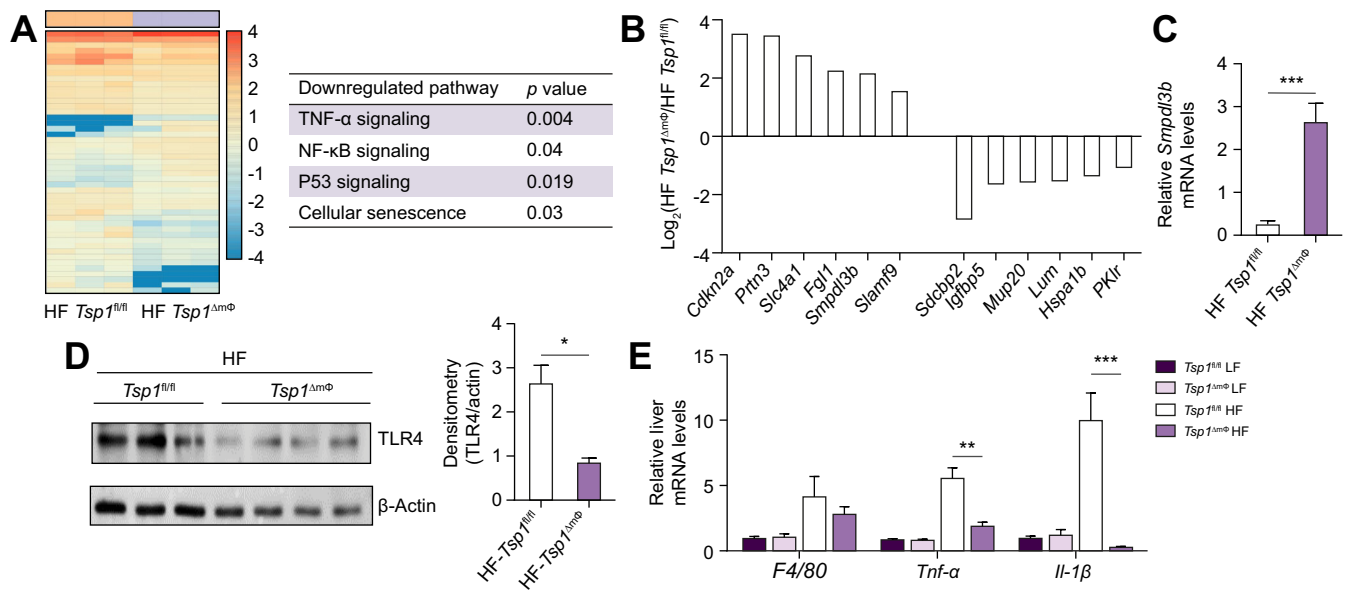 A
4
3
2
1
0
-1
-2
-3
-4
HF Tsp1fl/fl HF Tsp1ΔmΦ
Downregulated pathway p value
TNF-α signaling 0.004
NF-κB signaling 0.04
P53 signaling 0.019
Cellular senescence 0.03
B
Log2(HF Tsp1ΔmΦ/HF Tsp1fl/fl)
4
2
0
-2
-4
Cdkn2a
Prtn3
Slc4a1
Fgl1
Smpdl3b
Slamf9
Sdcbp2
Igfbp5
Mup20
Lum
Hspa1b
PKlr
C
Relative Smpdl3b
mRNA levels
4
3
2
1
0
***
HF Tsp1fl/fl
HF Tsp1ΔmΦ
D
HF
Tsp1fl/fl Tsp1ΔmΦ
TLR4
β-Actin
Densitometry
(TLR4/actin)
4
3
2
1
0
*
HF-Tsp1fl/fl
HF-Tsp1ΔmΦ
E
Relative liver
mRNA levels
15
10
5
0
**
***
F4/80 Tnf-α Il-1β
Tsp1fl/fl LF
Tsp1ΔmΦ LF
Tsp1fl/fl HF
Tsp1ΔmΦ HF